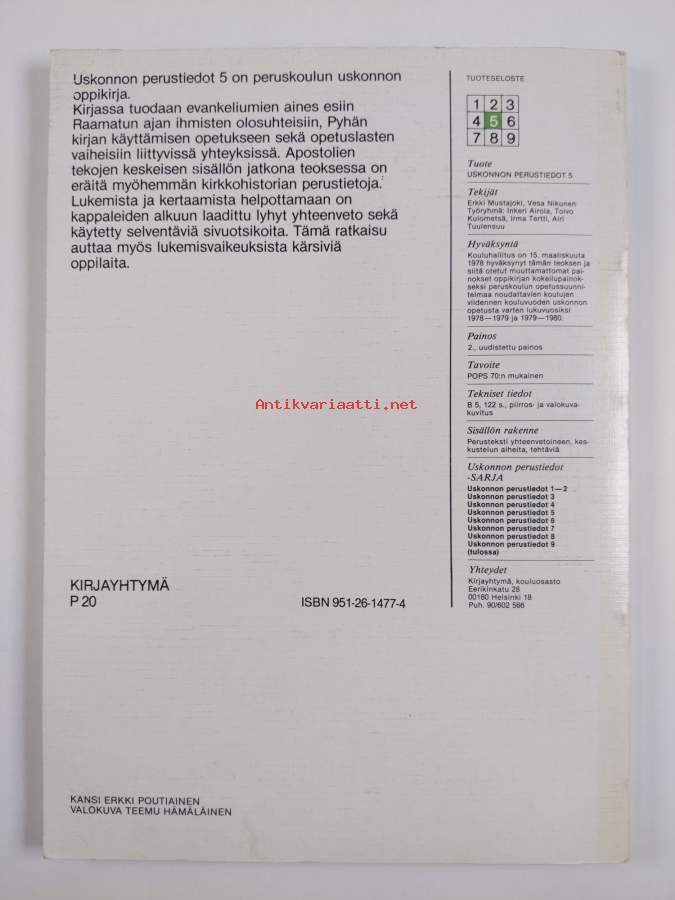 Uskonnon perustiedot 5 on peruskoulun uskonnon
oppikirja.
Kirjassa tuodaan evankeliumien aines esiin
Raamatun ajan ihmisten olosuhteisiin, Pyhän
kirjan käyttämisen opetukseen sekä opetuslasten
vaiheisiin liittyvissä yhteyksissä. Apostolien
tekojen keskeisen sisällön jatkona teoksessa on
eräitä myöhemmän kirkkohistorian perustietoja.
Lukemista ja kertaamista helpottamaan on
kappaleiden alkuun laadittu lyhyt yhteenveto sekä
käytetty selventäviä sivuotsikoita. Tämä ratkaisu
auttaa myös lukemisvaikeuksista kärsiviä
oppilaita.
Antikvariaatti.net
KIRJAYHTYMÄ
P 20
ISBN 951-26-1477-4
KANSI ERKKI POUTIAINEN
VALOKUVA TEEMU HÄMÄLÄINEN
TUOTESELOSTE
1 2 3
4 5 6
7 8 9
Tuote
USKONNON PERUSTIEDOT 5
Tekijät
Erkki Mustajoki, Vesa Nikunen
Työryhmä: Inkeri Airola, Toivo
Kulometsä, Irma Tertti, Airi
Tuulensuu
Hyväksyntä
Kouluhallitus on 15. maaliskuuta
1978 hyväksynyt tämän teoksen ja
siitä otetut muuttamattomat pai-
nokset oppikirjan kokeilupainok-
seksi peruskoulun opetussuunni-
telmaa noudattavien koulujen
viidennen kouluvuoden uskonnon
opetusta varten lukuvuosiksi
1978—1979 ja 1979—1980.
Painos
2., uudistettu painos
Tavoite
POPS 70:n mukainen
Tekniset tiedot
B 5, 122 s., piirros- ja valokuva-
kuvitus
Sisällön rakenne
Perusteksti yhteenvetoineen, kes-
kustelun aiheita, tehtäviä
Uskonnon perustiedot
-SARJA
Uskonnon perustiedot 1—2
Uskonnon perustiedot 3
Uskonnon perustiedot 4
Uskonnon perustiedot 5
Uskonnon perustiedot 6
Uskonnon perustiedot 7
Uskonnon perustiedot 8
Uskonnon perustiedot 9
(tulossa)
Yhteydet
Kirjayhtymä, kouluosasto
Eerikinkatu 28
00180 Helsinki 18
Puh. 90/602 566